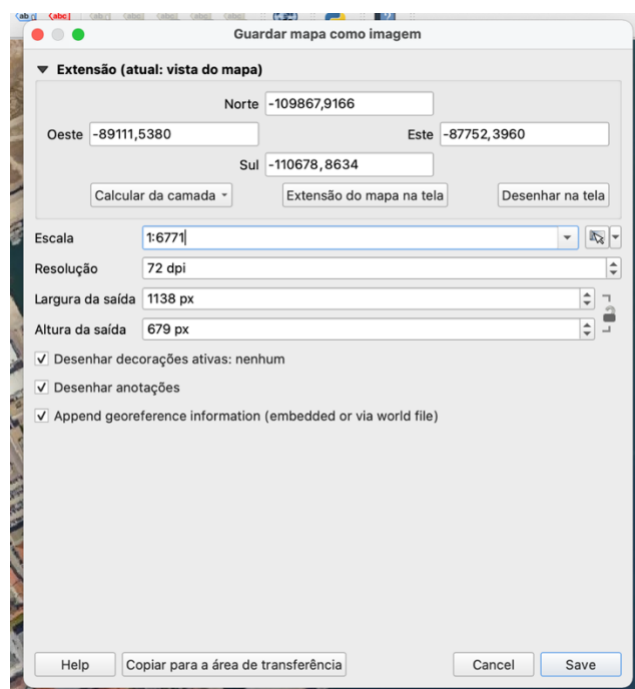 Guardar mapa como imagem
Extensão (atual: vista do mapa)
Norte -109867,9166
Oeste -89111,5380 Este -87752,3960
Sul -110678,8634
Calcular da camada Extensão do mapa na tela Desenhar na tela
Escala 1:6771
Resolução 72 dpi
Largura da saída 1138 px
Altura da saída 679 px
Desenhar decorações ativas: nenhum
Desenhar anotações
Append georeference information (embedded or via world file)
Help Copiar para a área de transferência Cancel Save